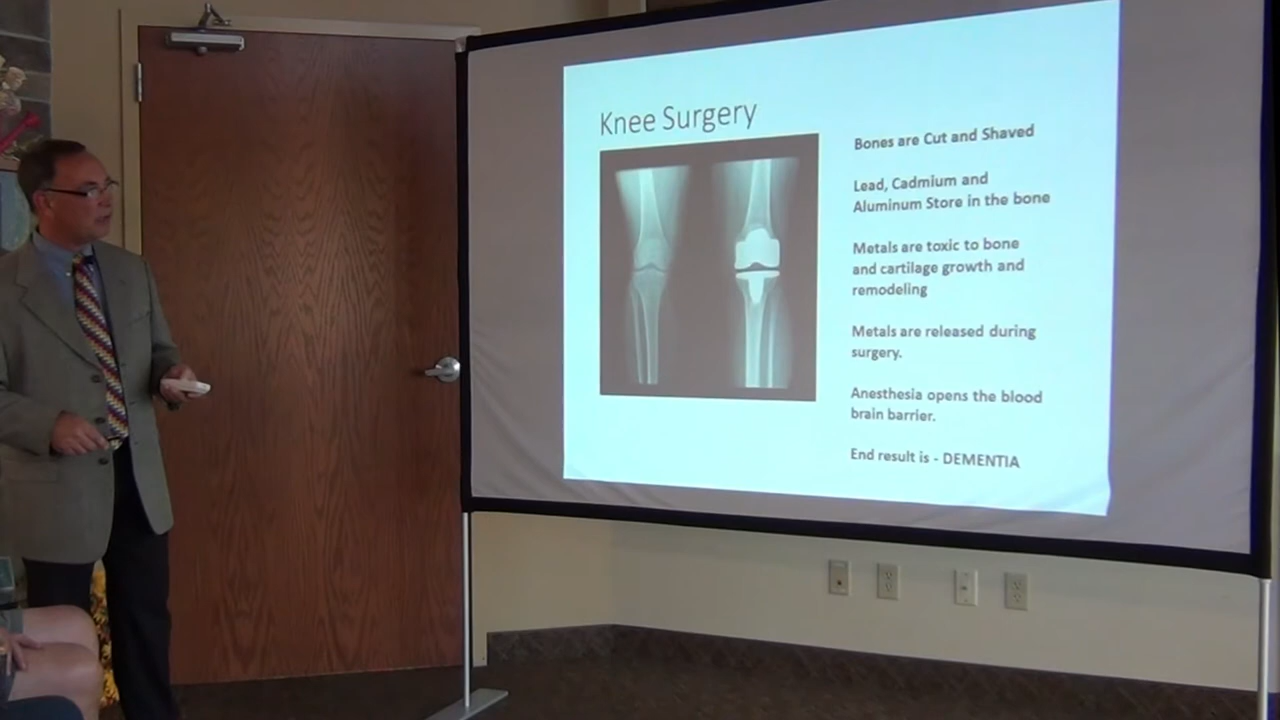 Knee Surgery
Bones are Cut and Shaved
Lead, Cadmium and
Aluminum Store in the bone
Metals are toxic to bone
and cartilage growth and
remodeling
Metals are released during
surgery.
Anesthesia opens the blood
brain barrier.
End result is - DEMENTIA